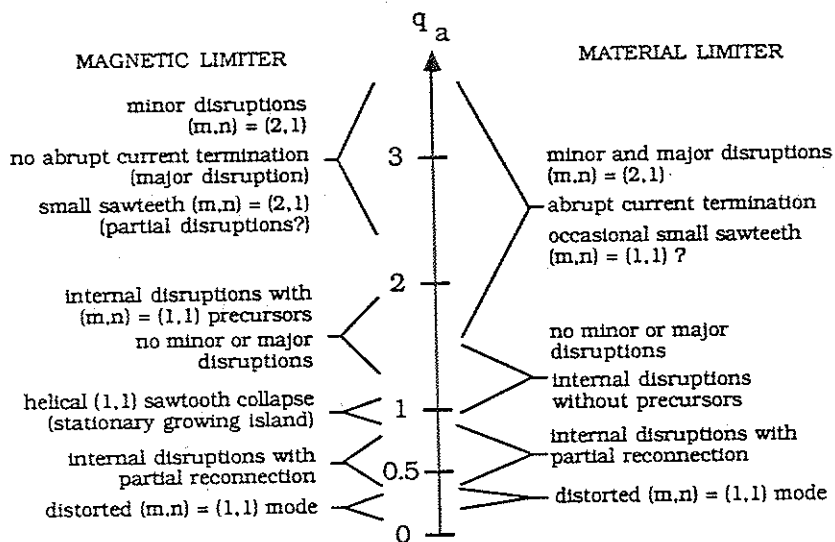 q a
MAGNETIC LIMITER
minor disruptions
(m,n) = (2,1)
no abrupt current termination
(major disruption)
small sawteeth (m,n) = (2,1)
(partial disruptions?)
internal disruptions with
(m,n) = (1,1) precursors
no minor or major
disruptions
helical (1,1) sawtooth collapse
(stationary growing island)
internal disruptions with
partial reconnection
distorted (m,n) = (1,1) mode
3
2
1
0.5
0
MATERIAL LIMITER
minor and major disruptions
(m,n) = (2,1)
abrupt current termination
occasional small sawteeth
(m,n) = (1,1) ?
no minor or major
disruptions
internal disruptions
without precursors
internal disruptions with
partial reconnection
distorted (m,n) = (1,1) mode